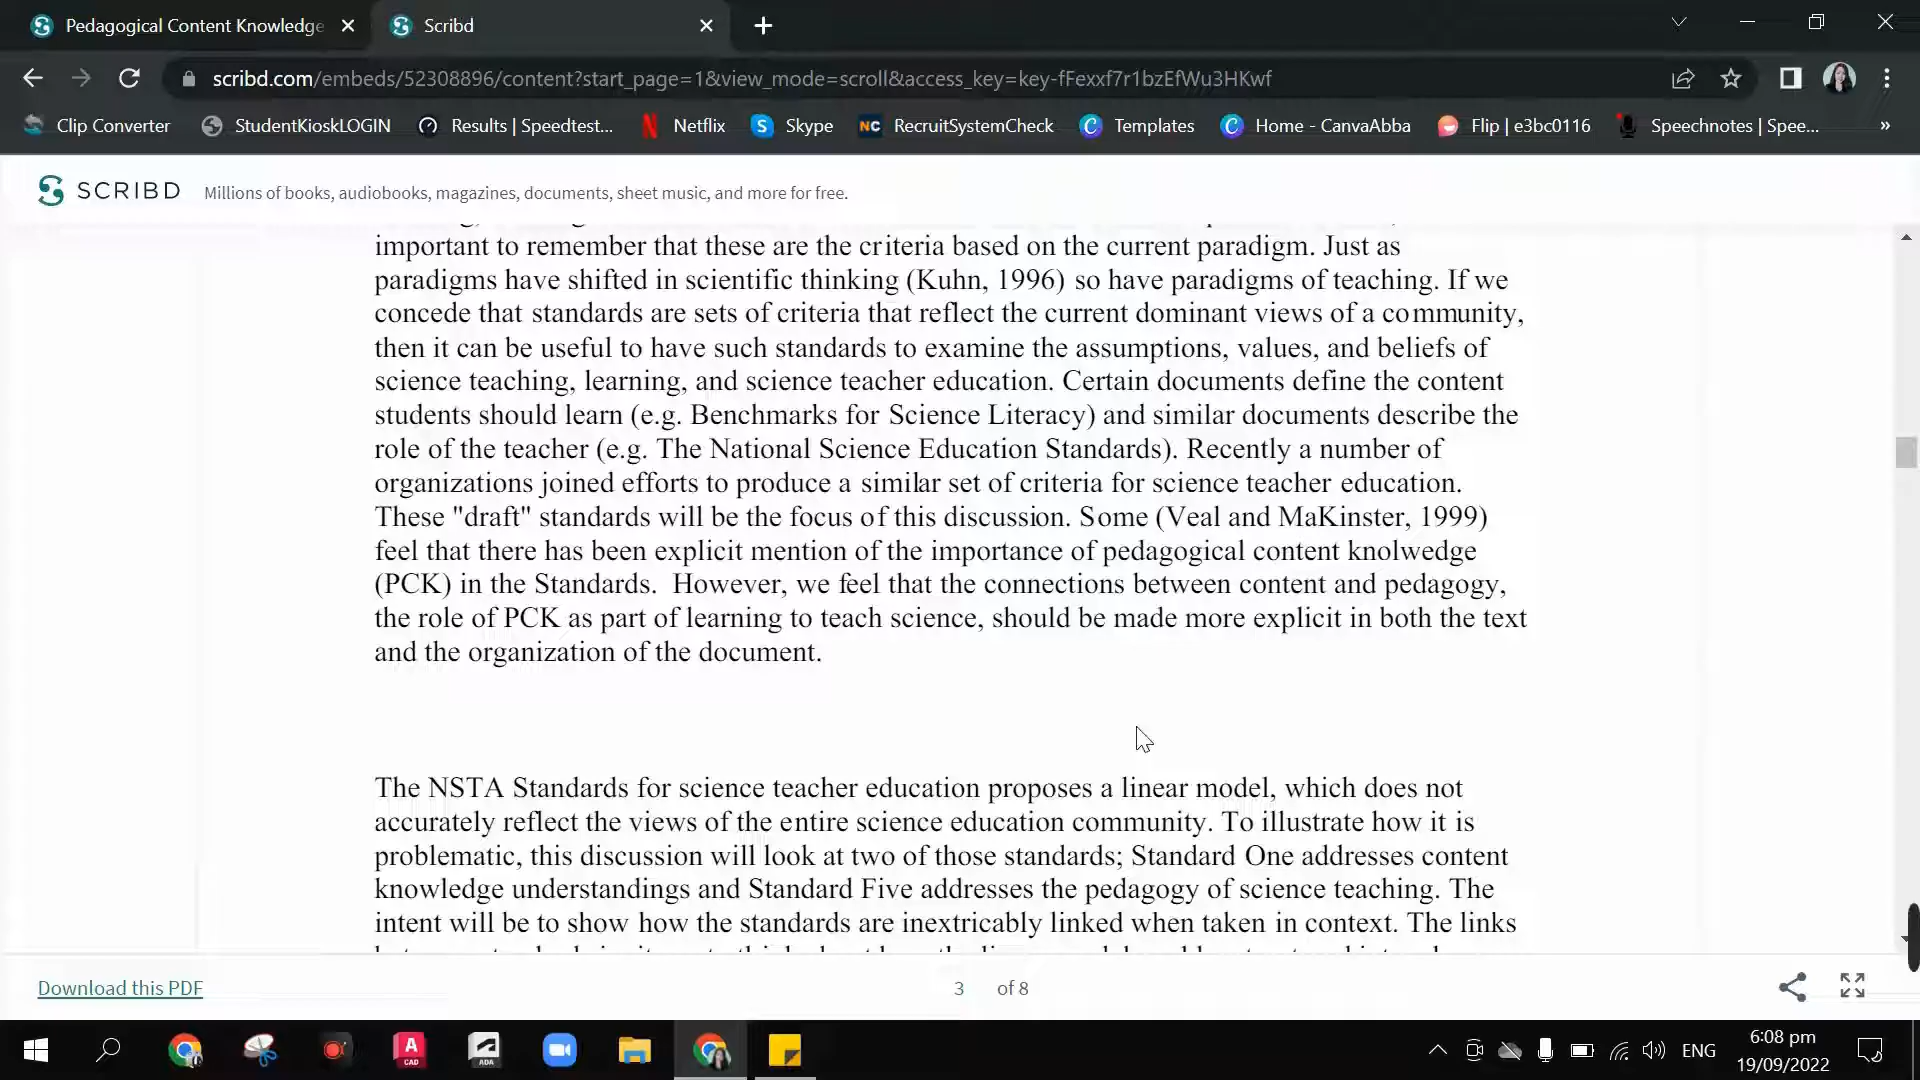 Pedagogical Content Knowledge
Scribd
scribd.com/embeds/52308896/content?start_page=1&view_mode=scroll&access_key=key-fFexxf7r1bzEfWu3HKwf
Clip Converter StudentKioskLOGIN Results | Speedtest... Netflix Skype NC RecruitSystemCheck Templates Home - CanvaAbba Flip | e3bc0116 Speechnotes | Spee... »
SCRIBD Millions of books, audiobooks, magazines, documents, sheet music, and more for free.
important to remember that these are the criteria based on the current paradigm. Just as
paradigms have shifted in scientific thinking (Kuhn, 1996) so have paradigms of teaching. If we
concede that standards are sets of criteria that reflect the current dominant views of a community,
then it can be useful to have such standards to examine the assumptions, values, and beliefs of
science teaching, learning, and science teacher education. Certain documents define the content
students should learn (e.g. Benchmarks for Science Literacy) and similar documents describe the
role of the teacher (e.g. The National Science Education Standards). Recently a number of
organizations joined efforts to produce a similar set of criteria for science teacher education.
These "draft" standards will be the focus of this discussion. Some (Veal and MaKinster, 1999)
feel that there has been explicit mention of the importance of pedagogical content knolwedge
(PCK) in the Standards. However, we feel that the connections between content and pedagogy,
the role of PCK as part of learning to teach science, should be made more explicit in both the text
and the organization of the document.
The NSTA Standards for science teacher education proposes a linear model, which does not
accurately reflect the views of the entire science education community. To illustrate how it is
problematic, this discussion will look at two of those standards; Standard One addresses content
knowledge understandings and Standard Five addresses the pedagogy of science teaching. The
intent will be to show how the standards are inextricably linked when taken in context. The links
Download this PDF 3 of 8
A CAD ADA ENG 6:08 pm
19/09/2022